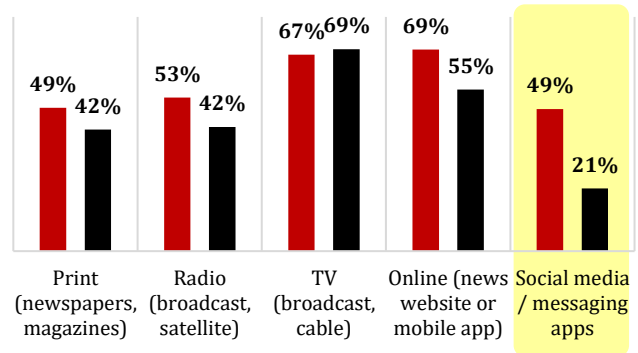 49%
42%
53%
42%
67%
69%
69%
55%
49%
21%
Print
(newspapers,
magazines)
Radio
(broadcast,
satellite)
TV
(broadcast,
cable)
Online (news
website or
mobile app)
Social media
/ messaging
apps